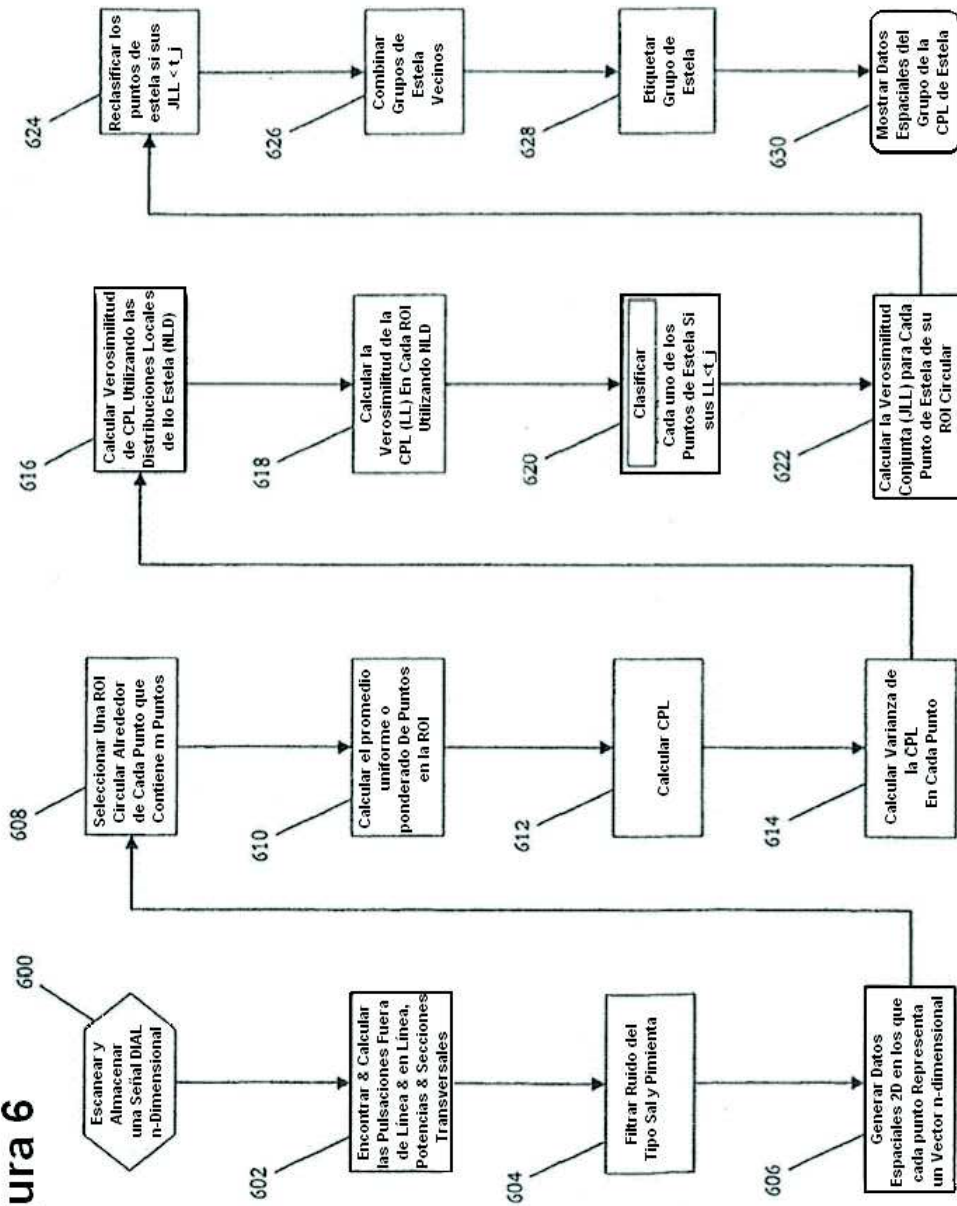 ura 6
600
Escanear y
Almacenar
una Señal DIAL
n-Dimensional
602
Encontrar & Calcular
las Pulsaciones Fuera
de Línea & en Línea,
Potencias & Secciones
Transversales
604
Filtrar Ruido del
Tipo Sal y Pimienta
606
Generar Datos
Espaciales 2D en los que
cada punto Representa
un Vector n-dimensional
608
Seleccionar Una ROI
Circular Alrededor
de Cada Punto que
Contiene m Puntos
610
Calcular el promedio
uniforme o
ponderado De Puntos
en la ROI
612
Calcular CPL
614
Calcular Varianza de
la CPL
En Cada Punto
616
Calcular Verosimilitud
de CPL Utilizando las
Distribuciones Locales
de No Estela (NLD)
618
Calcular la
Verosimilitud de la
CPL (LL) En Cada ROI
Utilizando NLD
620
Clasificar
Cada uno de los
Puntos de Estela Si
sus LL<t_j
622
Calcular la Verosimilitud
Conjunta (JLL) para Cada
Punto de Estela de su
ROI Circular
624
Reclasificar los
puntos de
estela si sus
JLL < t_j
626
Combinar
Grupos de
Estela
Vecinos
628
Etiquetar
Grupo de
Estela
630
Mostrar Datos
Espaciales del
Grupo de la
CPL de Estela